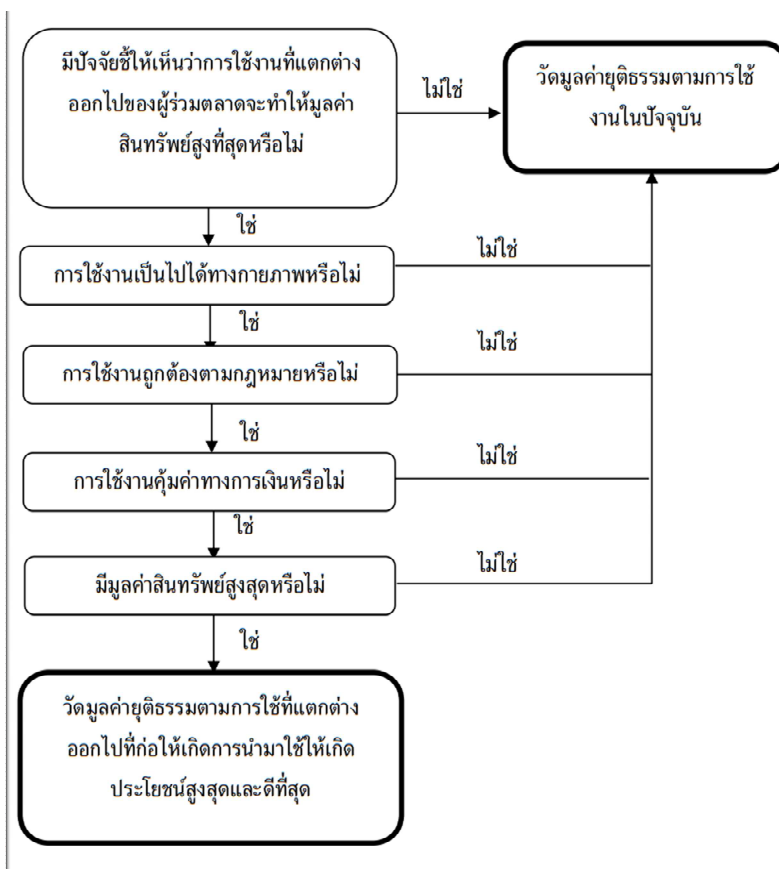 มีปัจจัยชี้ให้เห็นว่าการใช้งานที่แตกต่าง
ออกไปของผู้ร่วมตลาดจะทำให้มูลค่า
สินทรัพย์สูงที่สุดหรือไม่
ไม่ใช่
วัดมูลค่ายุติธรรมตามการใช้
งานในปัจจุบัน
ใช่
การใช้งานเป็นไปได้ทางกายภาพหรือไม่
ไม่ใช่
ใช่
การใช้งานถูกต้องตามกฎหมายหรือไม่
ไม่ใช่
ใช่
การใช้งานคุ้มค่าทางการเงินหรือไม่
ไม่ใช่
ใช่
มีมูลค่าสินทรัพย์สูงสุดหรือไม่
ไม่ใช่
ใช่
วัดมูลค่ายุติธรรมตามการใช้ที่แตกต่าง
ออกไปที่ก่อให้เกิดการนำมาใช้ให้เกิด
ประโยชน์สูงสุดและดีที่สุด